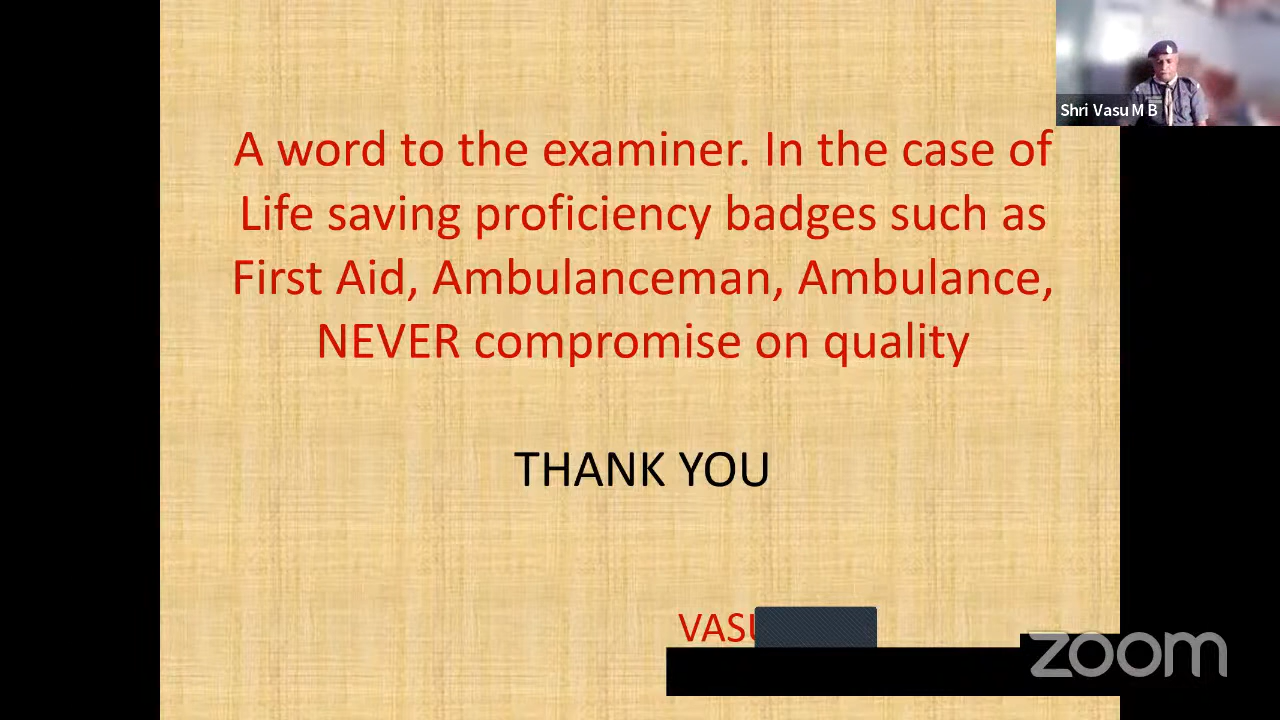 A word to the examiner. In the case of
Life saving proficiency badges such as
First Aid, Ambulanceman, Ambulance,
NEVER compromise on quality
THANK YOU
VASU
Shri Vasu M B
zoom